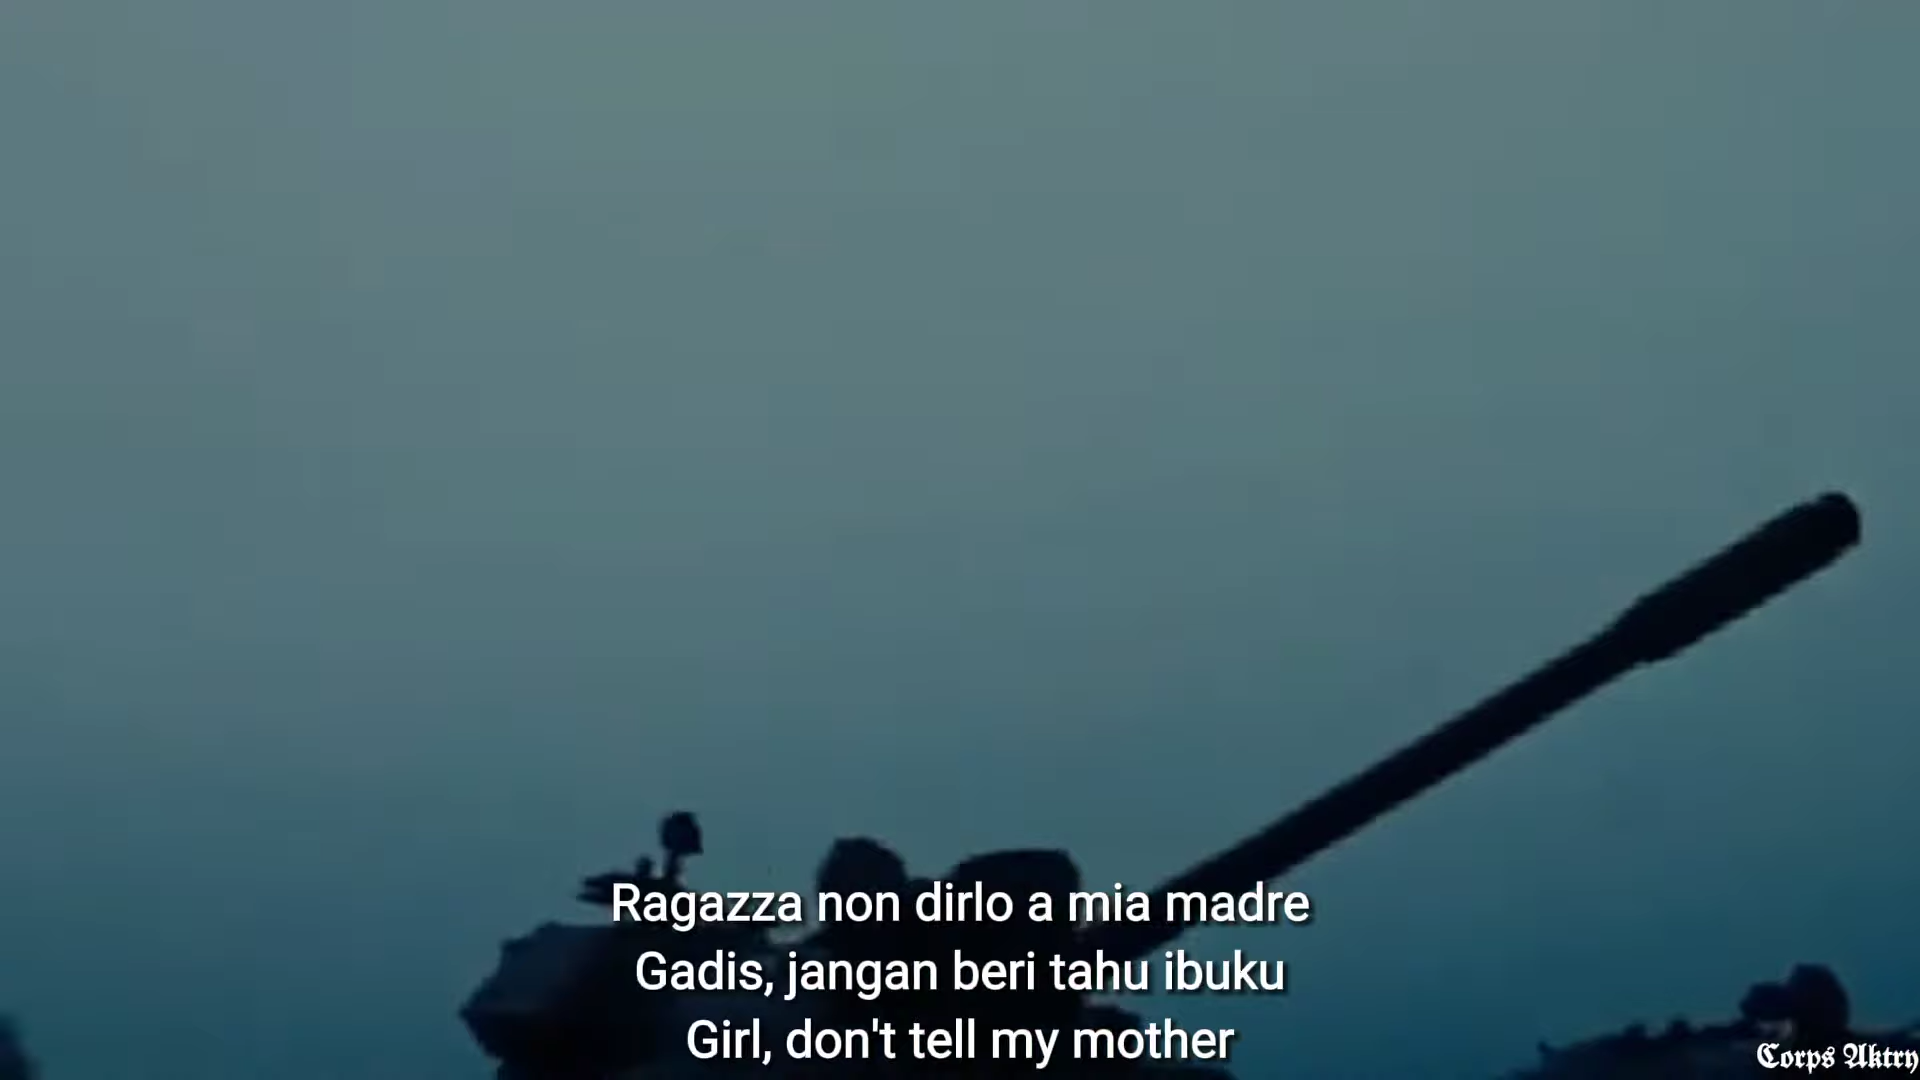 Ragazza non dirlo a mia madre
Gadis, jangan beri tahu ibuku
Girl, don't tell my mother
Corps Aktry